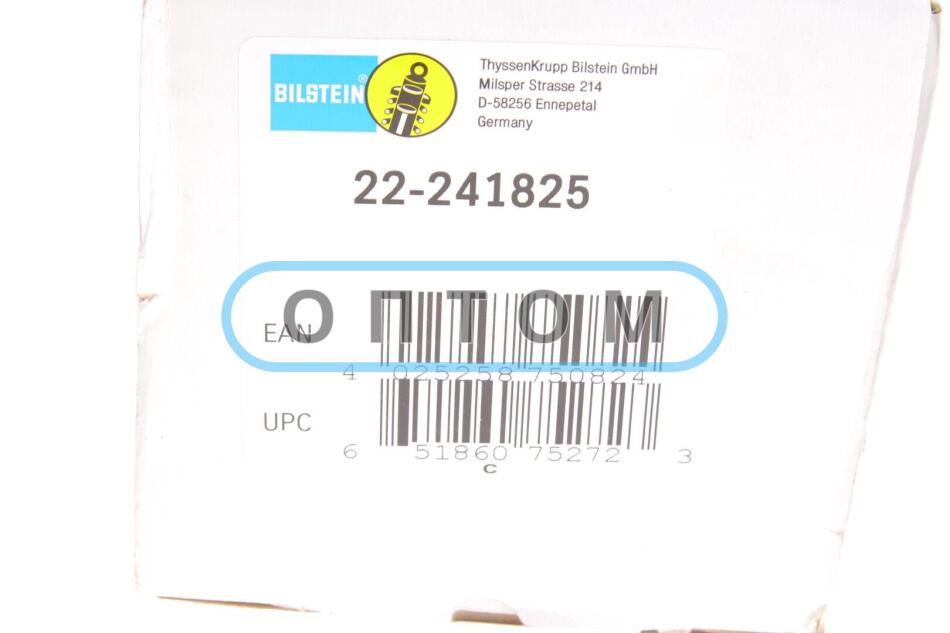 BILSTEIN®
ThyssenKrupp Bilstein GmbH
Milsper Strasse 214
D-58256 Ennepetal
Germany
22-241825
ОПТОМ
EAN
4 025258 750824
UPC
6 51860 75272 3
C